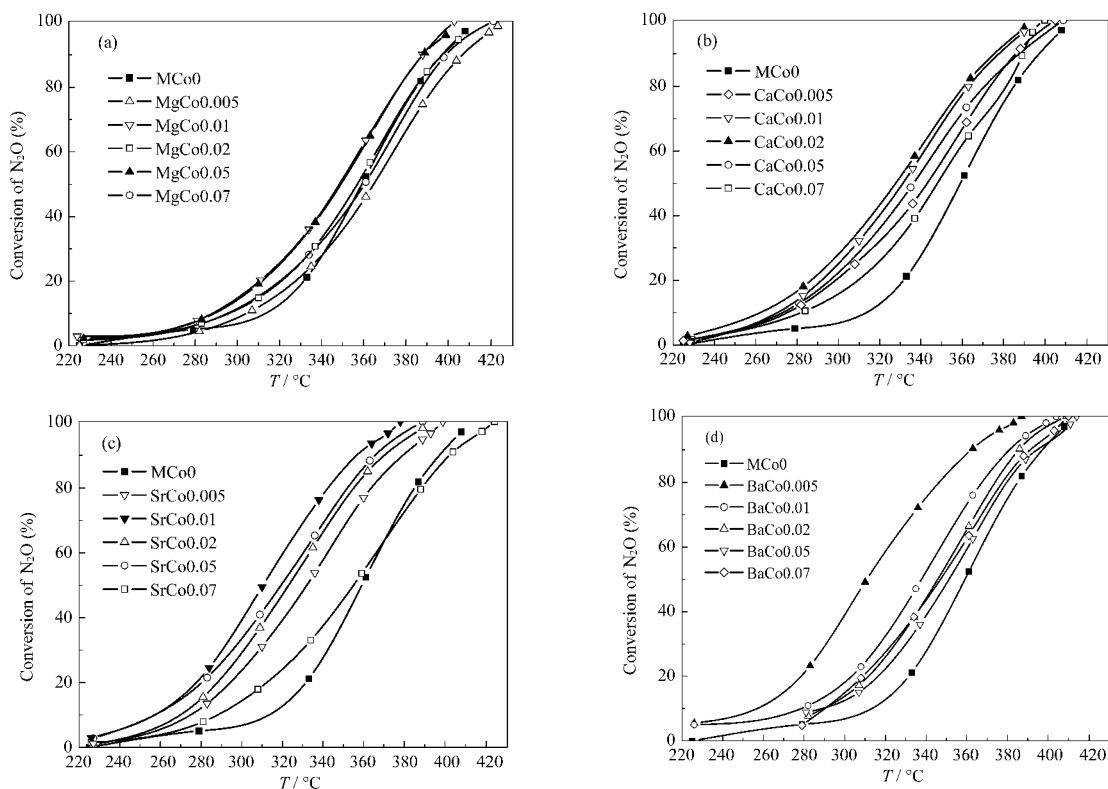 (a)
MCo0
MgCo0.005
MgCo0.01
MgCo0.02
MgCo0.05
MgCo0.07
Conversion of N₂O (%)
100
80
60
40
20
0
220 240 260 280 300 320 340 360 380 400 420
T / °C
(b)
MCo0
CaCo0.005
CaCo0.01
CaCo0.02
CaCo0.05
CaCo0.07
Conversion of N₂O (%)
100
80
60
40
20
0
220 240 260 280 300 320 340 360 380 400 420
T / °C
(c)
MCo0
SrCo0.005
SrCo0.01
SrCo0.02
SrCo0.05
SrCo0.07
Conversion of N₂O (%)
100
80
60
40
20
0
220 240 260 280 300 320 340 360 380 400 420
T / °C
(d)
MCo0
BaCo0.005
BaCo0.01
BaCo0.02
BaCo0.05
BaCo0.07
Conversion of N₂O (%)
100
80
60
40
20
0
220 240 260 280 300 320 340 360 380 400 420
T / °C